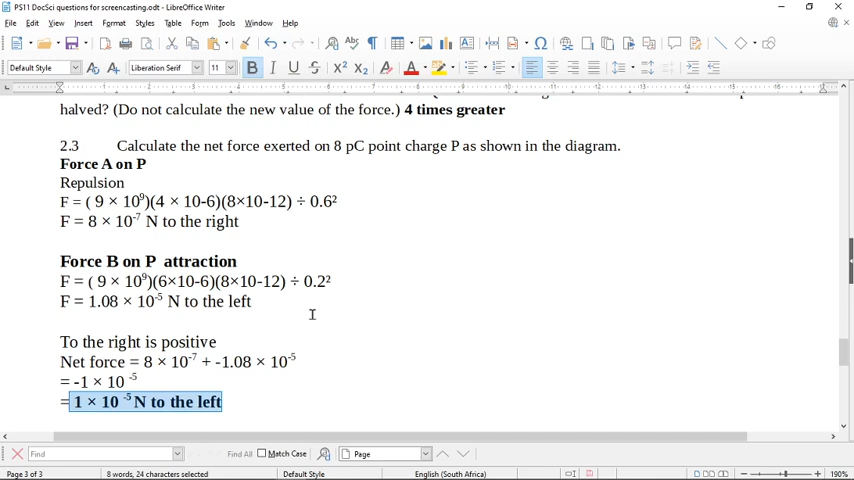 PS11 DocSci questions for screencasting.odt - LibreOffice Writer
File Edit View Insert Format Styles Table Form Tools Window Help
Default Style Liberation Serif 11
halved? (Do not calculate the new value of the force.) 4 times greater
2.3 Calculate the net force exerted on 8 pC point charge P as shown in the diagram.
Force A on P
Repulsion
F = ( 9 × 10⁹)(4 × 10-6)(8×10-12) ÷ 0.6²
F = 8 × 10⁻⁷ N to the right
Force B on P attraction
F = ( 9 × 10⁹)(6×10-6)(8×10-12) ÷ 0.2²
F = 1.08 × 10⁻⁵ N to the left
To the right is positive
Net force = 8 × 10⁻⁷ + -1.08 × 10⁻⁵
= -1 × 10 ⁻⁵
= 1 × 10 ⁻⁵ N to the left
Find Find All Match Case Page
Page 3 of 3 8 words, 24 characters selected Default Style English (South Africa) 190%